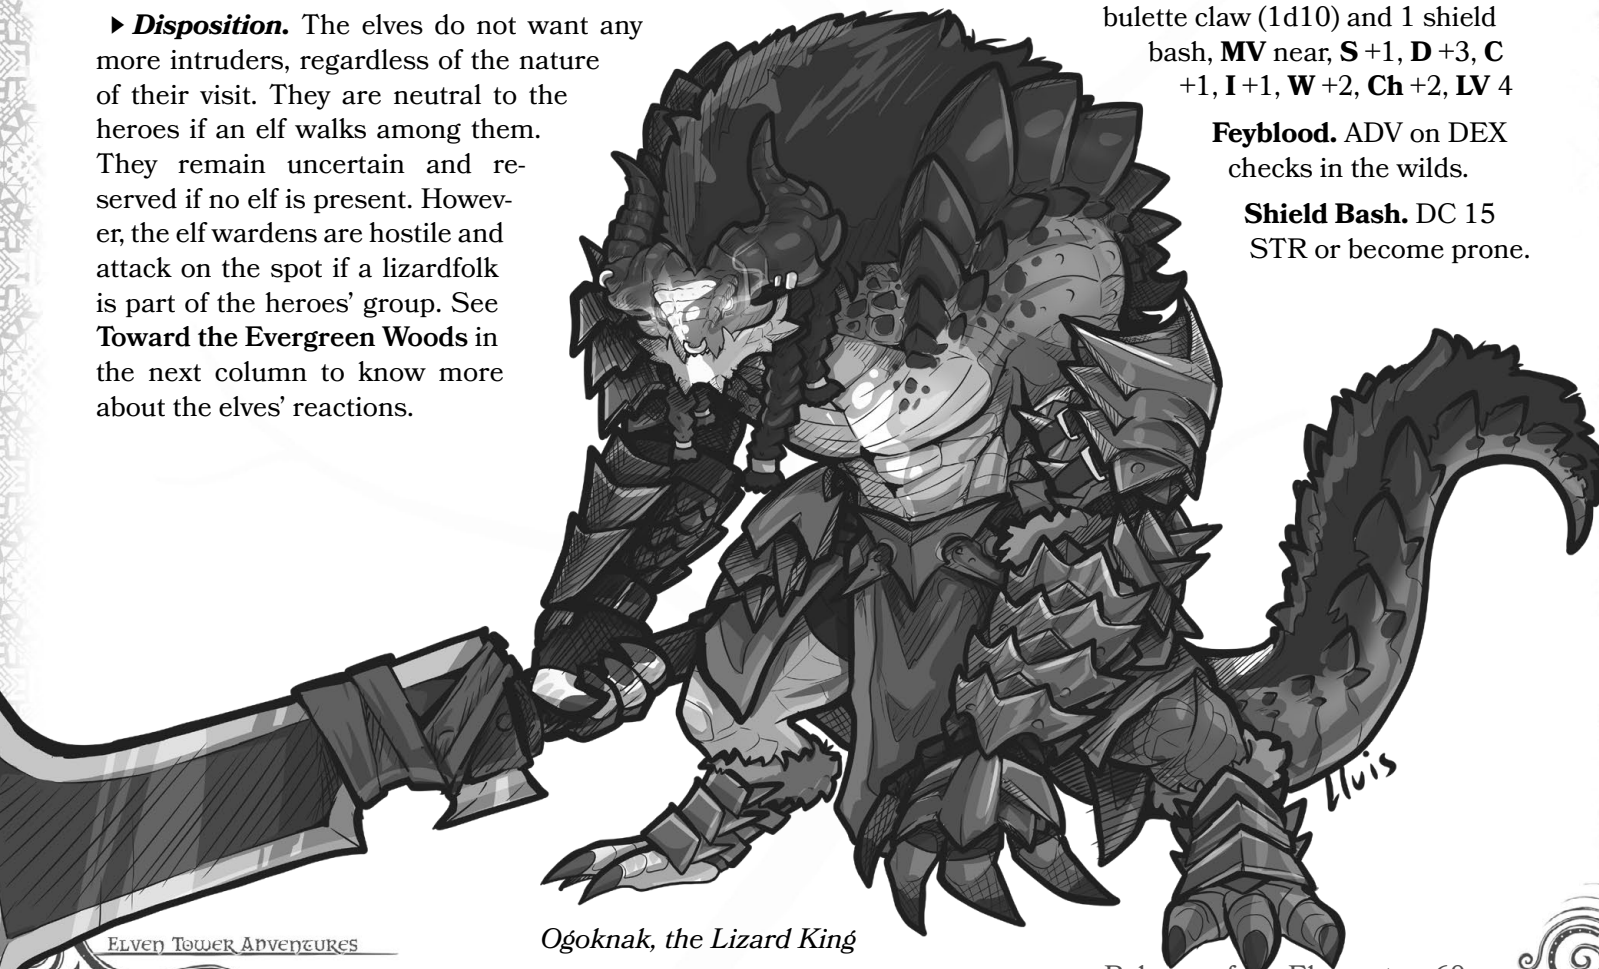 ▶ Disposition. The elves do not want any
more intruders, regardless of the nature
of their visit. They are neutral to the
heroes if an elf walks among them.
They remain uncertain and re-
served if no elf is present. Howev-
er, the elf wardens are hostile and
attack on the spot if a lizardfolk
is part of the heroes' group. See
Toward the Evergreen Woods in
the next column to know more
about the elves' reactions.
bulette claw (1d10) and 1 shield
bash, MV near, S +1, D +3, C
+1, I +1, W +2, Ch +2, LV 4
Feyblood. ADV on DEX
checks in the wilds.
Shield Bash. DC 15
STR or become prone.
Lluis
Ogoknak, the Lizard King
Elven Tower Adventures